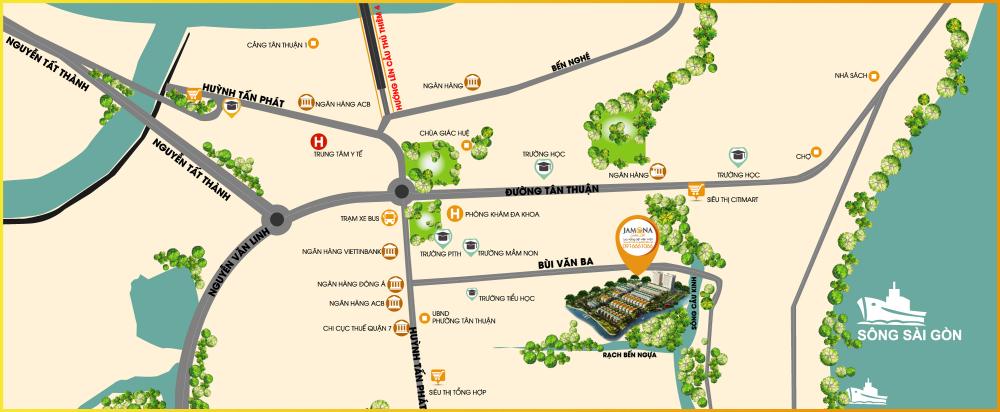 NGUYỄN TẤT THÀNH
CẢNG TÂN THUẬN 1
HƯỚNG LÊN CẦU THỦ THIÊM 4
BẾN NGHÉ
NGÂN HÀNG
NHÀ SÁCH
HUỲNH TẤN PHÁT
NGÂN HÀNG ACB
CHÙA GIÁC HUỆ
NGUYỄN TẤT THÀNH
TRUNG TÂM Y TẾ
TRƯỜNG HỌC
NGÂN HÀNG
TRƯỜNG HỌC
CHỢ
ĐƯỜNG TÂN THUẬN
SIÊU THỊ CITIMART
TRẠM XE BUS
PHÒNG KHÁM ĐA KHOA
JAMONA
0916661066
NGUYỄN VĂN LINH
NGÂN HÀNG VIETTINBANK
TRƯỜNG PTTH
TRƯỜNG MẦM NON
BÙI VĂN BA
NGÂN HÀNG ĐÔNG Á
TRƯỜNG TIỂU HỌC
SÔNG CẦU KINH
NGÂN HÀNG ACB
UBND
PHƯỜNG TÂN THUẬN
CHI CỤC THUẾ QUẬN 7
HUỲNH TẤN PHÁT
RẠCH BẾN NGỰA
SÔNG SÀI GÒN
SIÊU THỊ TỔNG HỢP